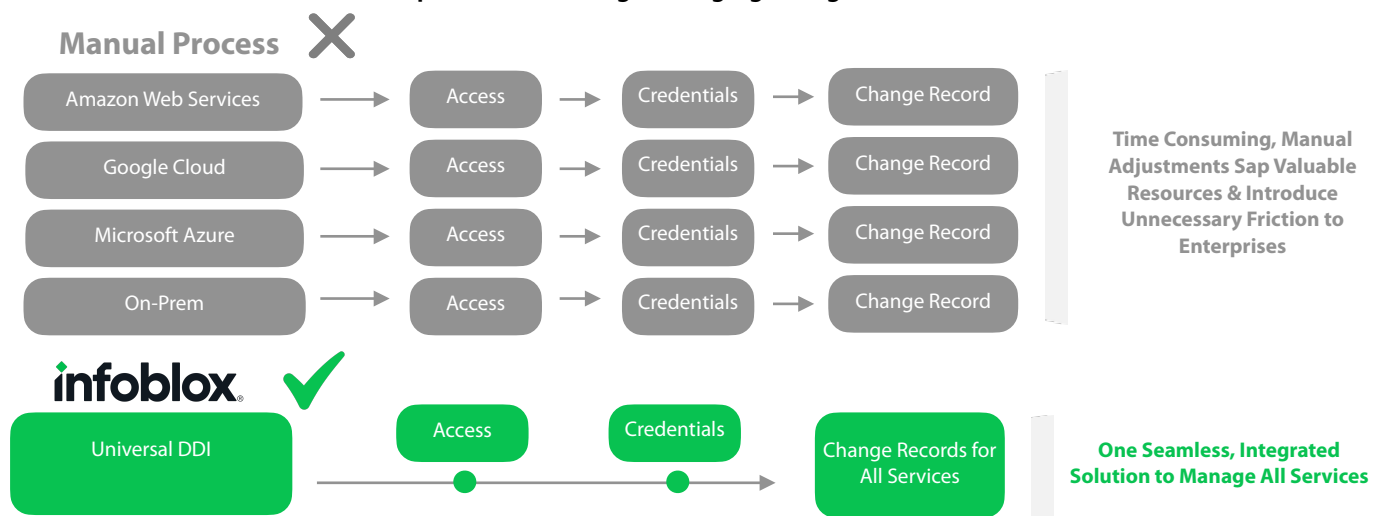 Manual Process
Amazon Web Services Access Credentials Change Record
Google Cloud Access Credentials Change Record
Microsoft Azure Access Credentials Change Record
On-Prem Access Credentials Change Record
Time Consuming, Manual
Adjustments Sap Valuable
Resources & Introduce
Unnecessary Friction to
Enterprises
infoblox®
Universal DDI
Access
Credentials
Change Records for
All Services
One Seamless, Integrated
Solution to Manage All Services